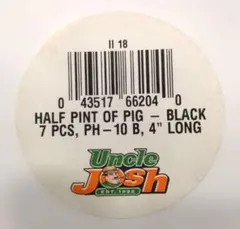 II 18
0 43517 66204 0
HALF PINT OF PIG – BLACK
7 PCS, PH–10 B, 4” LONG
Uncle
Josh
EST. 1922